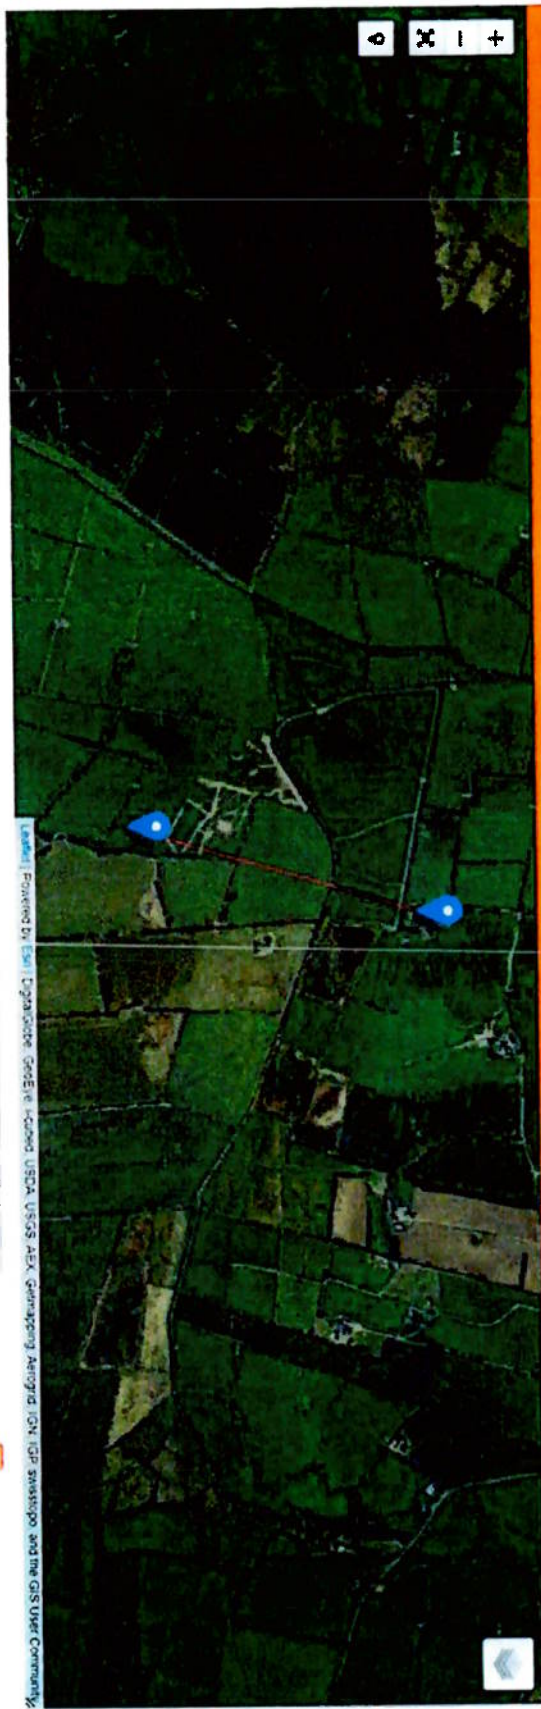 +
−
Leaflet | Powered by Esri | DigitalGlobe, GeoEye, i-cubed, USDA, USGS, AEX, Getmapping, Aerogrid, IGN, IGP, swisstopo, and the GIS User Community